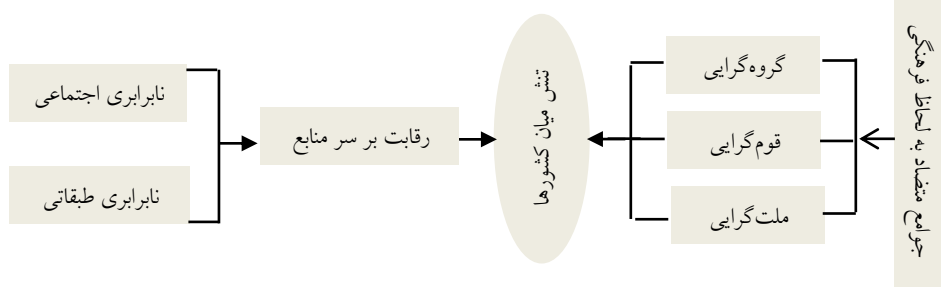 جوامع متضاد به لحاظ فرهنگی
گروه‌گرایی
قوم‌گرایی
ملت‌گرایی
تنش میان کشورها
رقابت بر سر منابع
نابرابری اجتماعی
نابرابری طبقاتی